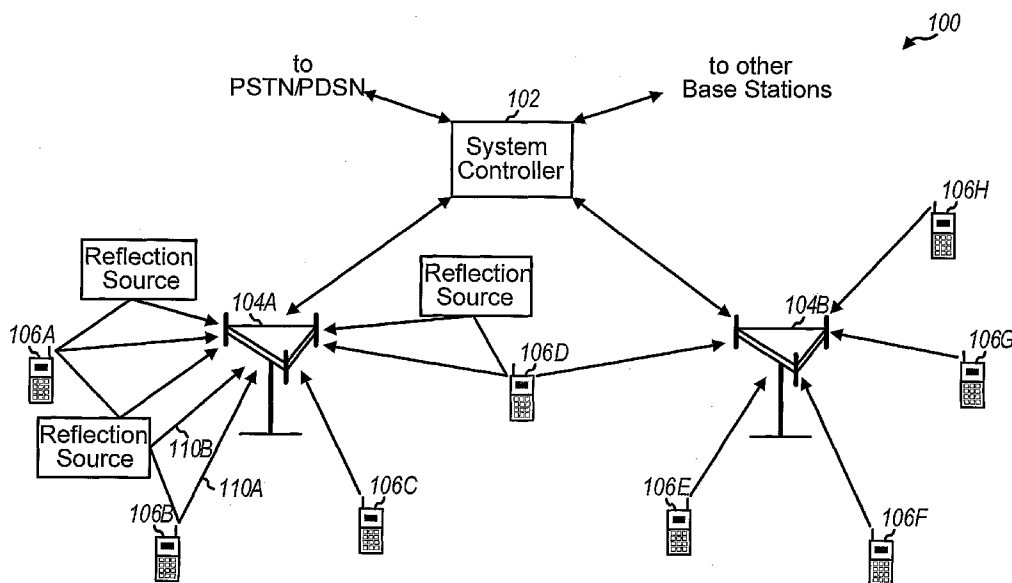 100
to
PSTN/PDSN
to other
Base Stations
102
System
Controller
106H
Reflection
Source
Reflection
Source
104A
104B
106A
106D
106G
Reflection
Source
110B
110A
106B
106C
106E
106F